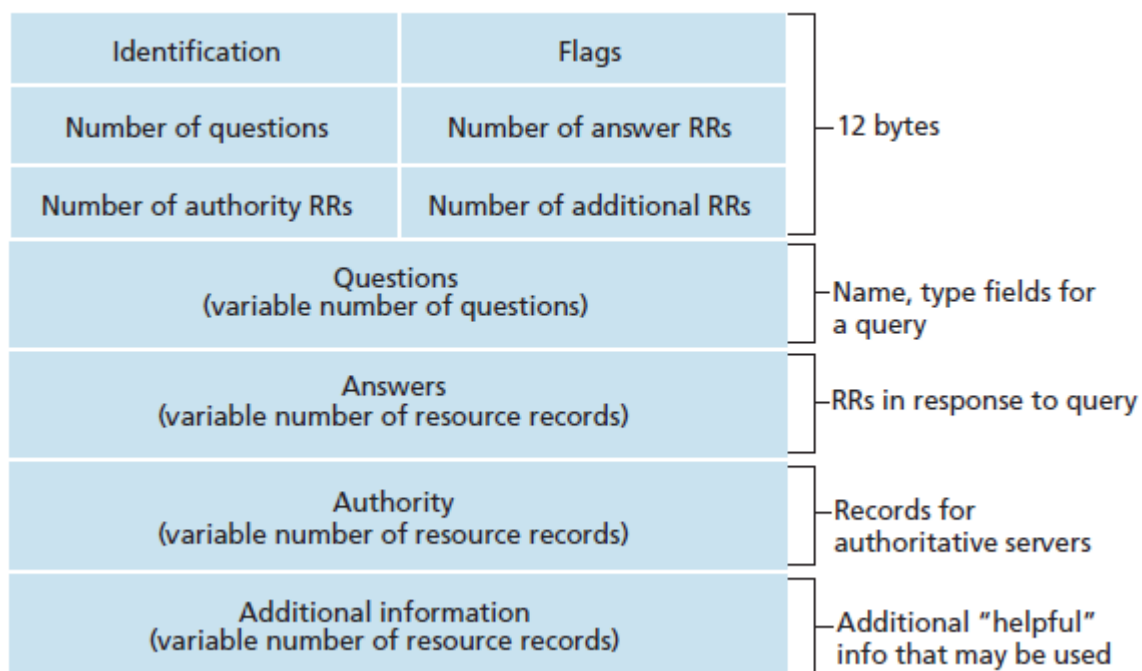 Identification
Flags
Number of questions
Number of answer RRs
12 bytes
Number of authority RRs
Number of additional RRs
Questions
(variable number of questions)
Name, type fields for
a query
Answers
(variable number of resource records)
RRs in response to query
Authority
(variable number of resource records)
Records for
authoritative servers
Additional information
(variable number of resource records)
Additional “helpful”
info that may be used